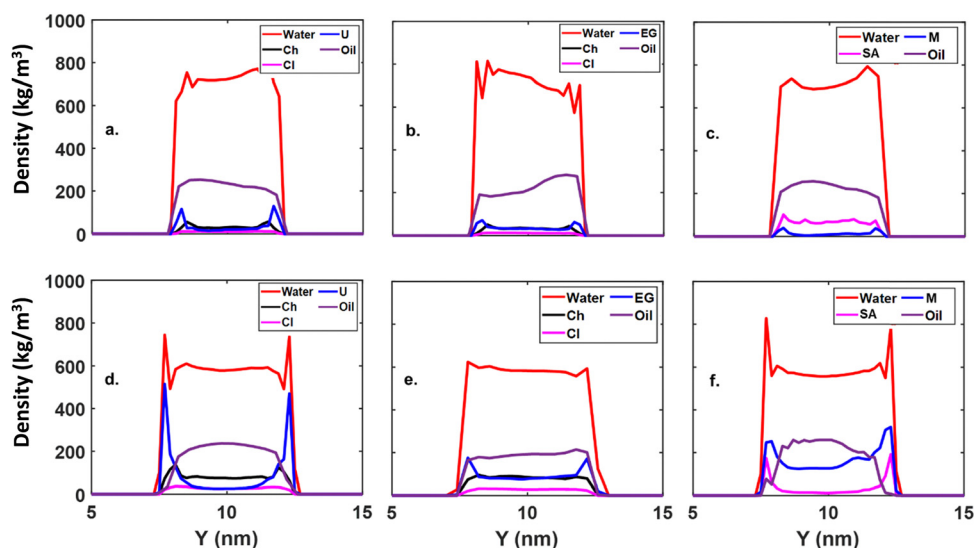 1000
800
600
400
200
0
Density (kg/m³)
Water U
Ch Oil
Cl
a.
Water EG
Ch Oil
Cl
b.
Water M
SA Oil
c.
1000
800
600
400
200
0
Density (kg/m³)
Water U
Ch Oil
Cl
d.
Water EG
Ch Oil
Cl
e.
Water M
SA Oil
f.
5 10 15 5 10 15 5 10 15
Y (nm) Y (nm) Y (nm)